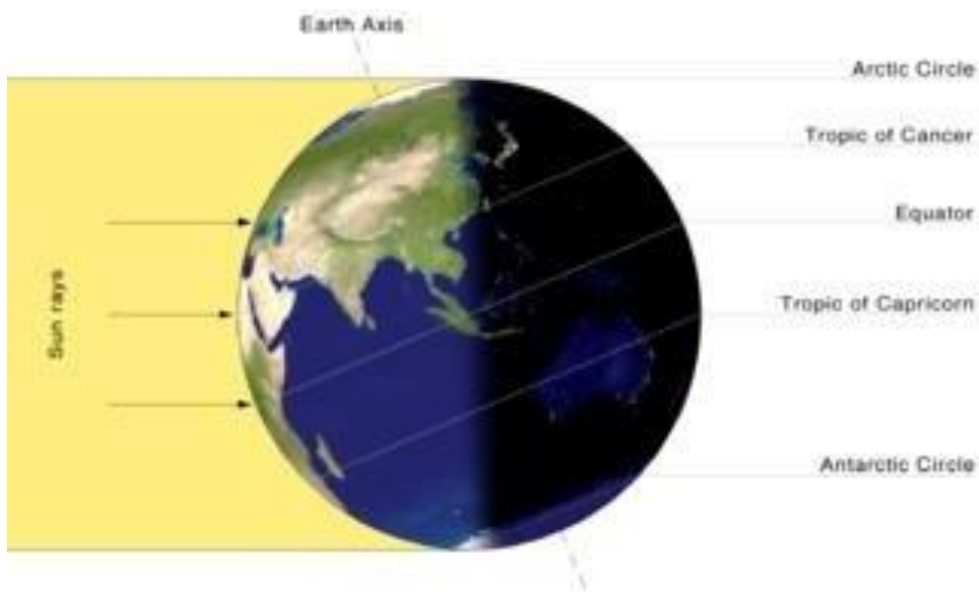 Earth Axis
Arctic Circle
Tropic of Cancer
Equator
Tropic of Capricorn
Sun rays
Antarctic Circle